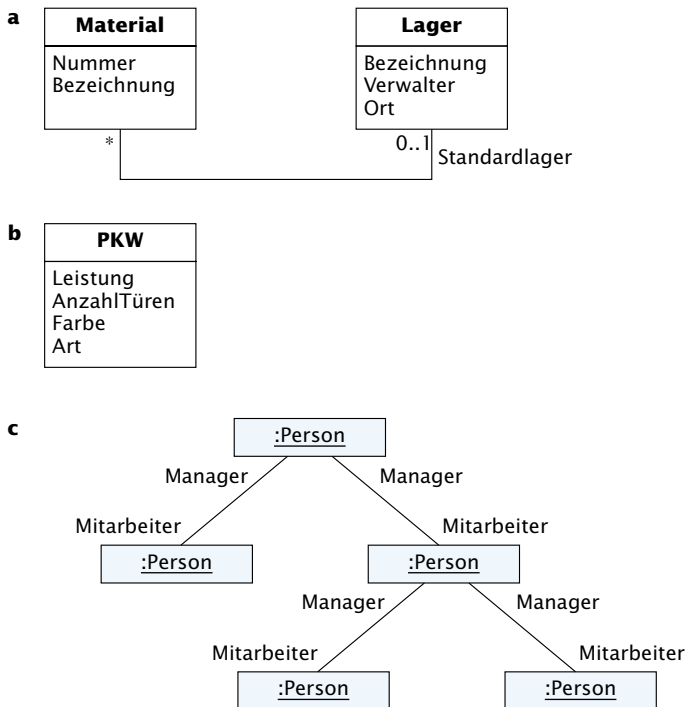 a
Material
Lager
Nummer
Bezeichnung
Bezeichnung
Verwalter
Ort
*
0..1
Standardlager
b
PKW
Leistung
AnzahlTüren
Farbe
Art
c
:Person
Manager
Manager
Mitarbeiter
Mitarbeiter
:Person
:Person
Manager
Manager
Mitarbeiter
Mitarbeiter
:Person
:Person